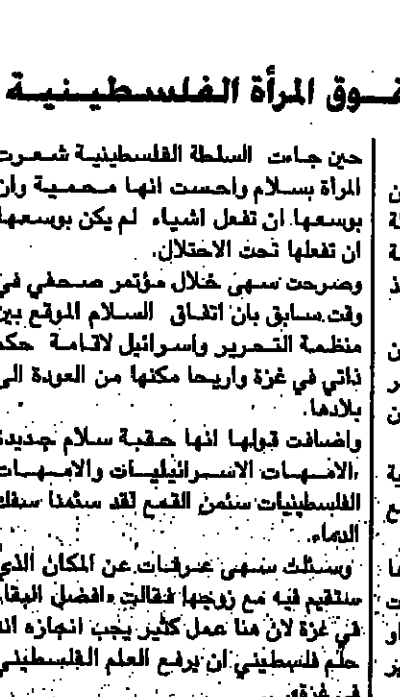 ـوق المرأة الفلسطينية
حين جاءت السلطة الفلسطينية شعرت
المرأة بسلام واحست انها محمية وان
بوسعها ان تفعل اشياء لم يكن بوسعها
ان تفعلها تحت الاحتلال.
وصرحت سهى خلال مؤتمر صحفي في
وقت سابق بان اتفاق السلام الموقع بين
منظمة التحرير واسرائيل لاقامة حكم
ذاتي في غزة واريحا مكنها من العودة الى
بلادها.
واضافت قولها انها حقبة سلام جديدة
،الامهات الاسرائيليات والامهات
الفلسطينيات سئمن القمع لقد سئمنا سفك
الدماء.
وسئلت سهى عرفات عن المكان الذي
ستقيم فيه مع زوجها فقالت «افضل البقاء
في غزة لان هنا عمل كثير يجب انجازه انه
حلم فلسطيني ان يرفع العلم الفلسطيني
في غزة».